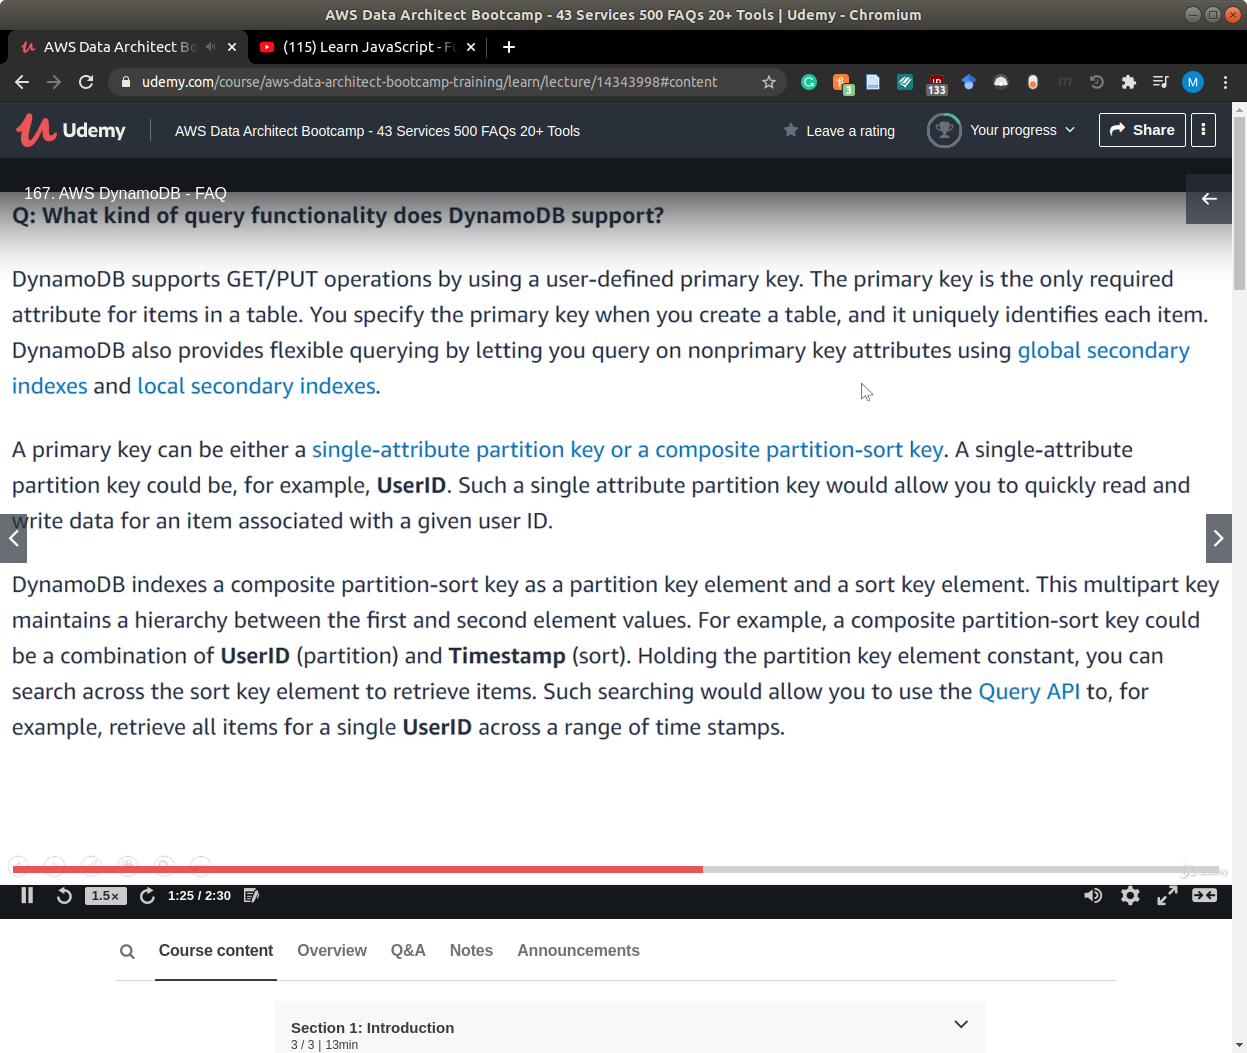 AWS Data Architect Bootcamp - 43 Services 500 FAQs 20+ Tools | Udemy - Chromium
AWS Data Architect Bo
(115) Learn JavaScript - Fu
udemy.com/course/aws-data-architect-bootcamp-training/learn/lecture/14343998#content
3
133
M
Udemy
AWS Data Architect Bootcamp - 43 Services 500 FAQs 20+ Tools
Leave a rating
Your progress
Share
167. AWS DynamoDB - FAQ
Q: What kind of query functionality does DynamoDB support?
DynamoDB supports GET/PUT operations by using a user-defined primary key. The primary key is the only required
attribute for items in a table. You specify the primary key when you create a table, and it uniquely identifies each item.
DynamoDB also provides flexible querying by letting you query on nonprimary key attributes using global secondary
indexes and local secondary indexes.
A primary key can be either a single-attribute partition key or a composite partition-sort key. A single-attribute
partition key could be, for example, UserID. Such a single attribute partition key would allow you to quickly read and
write data for an item associated with a given user ID.
DynamoDB indexes a composite partition-sort key as a partition key element and a sort key element. This multipart key
maintains a hierarchy between the first and second element values. For example, a composite partition-sort key could
be a combination of UserID (partition) and Timestamp (sort). Holding the partition key element constant, you can
search across the sort key element to retrieve items. Such searching would allow you to use the Query API to, for
example, retrieve all items for a single UserID across a range of time stamps.
1.5×
1:25 / 2:30
Course content
Overview
Q&A
Notes
Announcements
Section 1: Introduction
3 / 3 | 13min